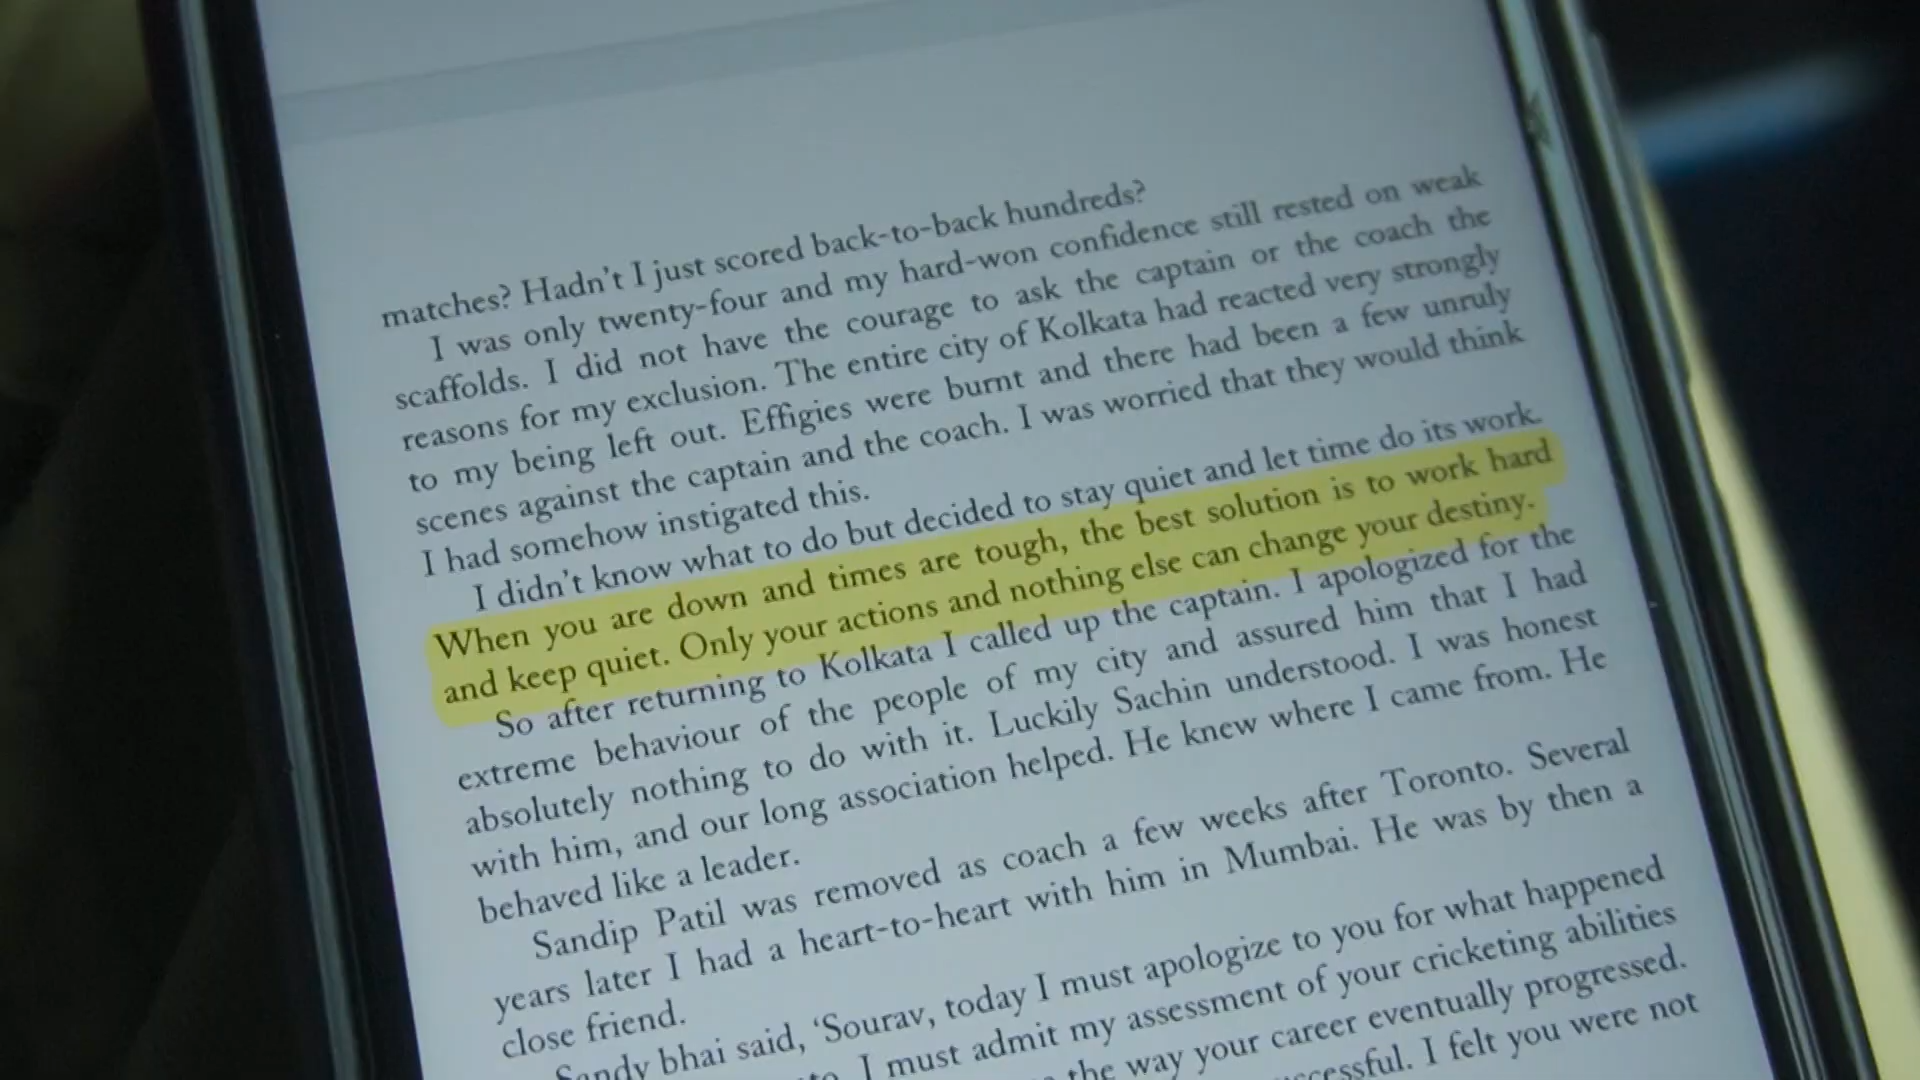 matches? Hadn't I just scored back-to-back hundreds?
I was only twenty-four and my hard-won confidence still rested on weak
scaffolds. I did not have the courage to ask the captain or the coach the
reasons for my exclusion. The entire city of Kolkata had reacted very strongly
to my being left out. Effigies were burnt and there had been a few unruly
scenes against the captain and the coach. I was worried that they would think
I had somehow instigated this.
I didn't know what to do but decided to stay quiet and let time do its work.
When you are down and times are tough, the best solution is to work hard
and keep quiet. Only your actions and nothing else can change your destiny.
So after returning to Kolkata I called up the captain. I apologized for the
extreme behaviour of the people of my city and assured him that I had
absolutely nothing to do with it. Luckily Sachin understood. I was honest
with him, and our long association helped. He knew where I came from. He
behaved like a leader.
Sandip Patil was removed as coach a few weeks after Toronto. Several
years later I had a heart-to-heart with him in Mumbai. He was by then a
close friend.
Sandy bhai said, 'Sourav, today I must apologize to you for what happened
I must admit my assessment of your cricketing abilities
the way your career eventually progressed.
I felt you were not